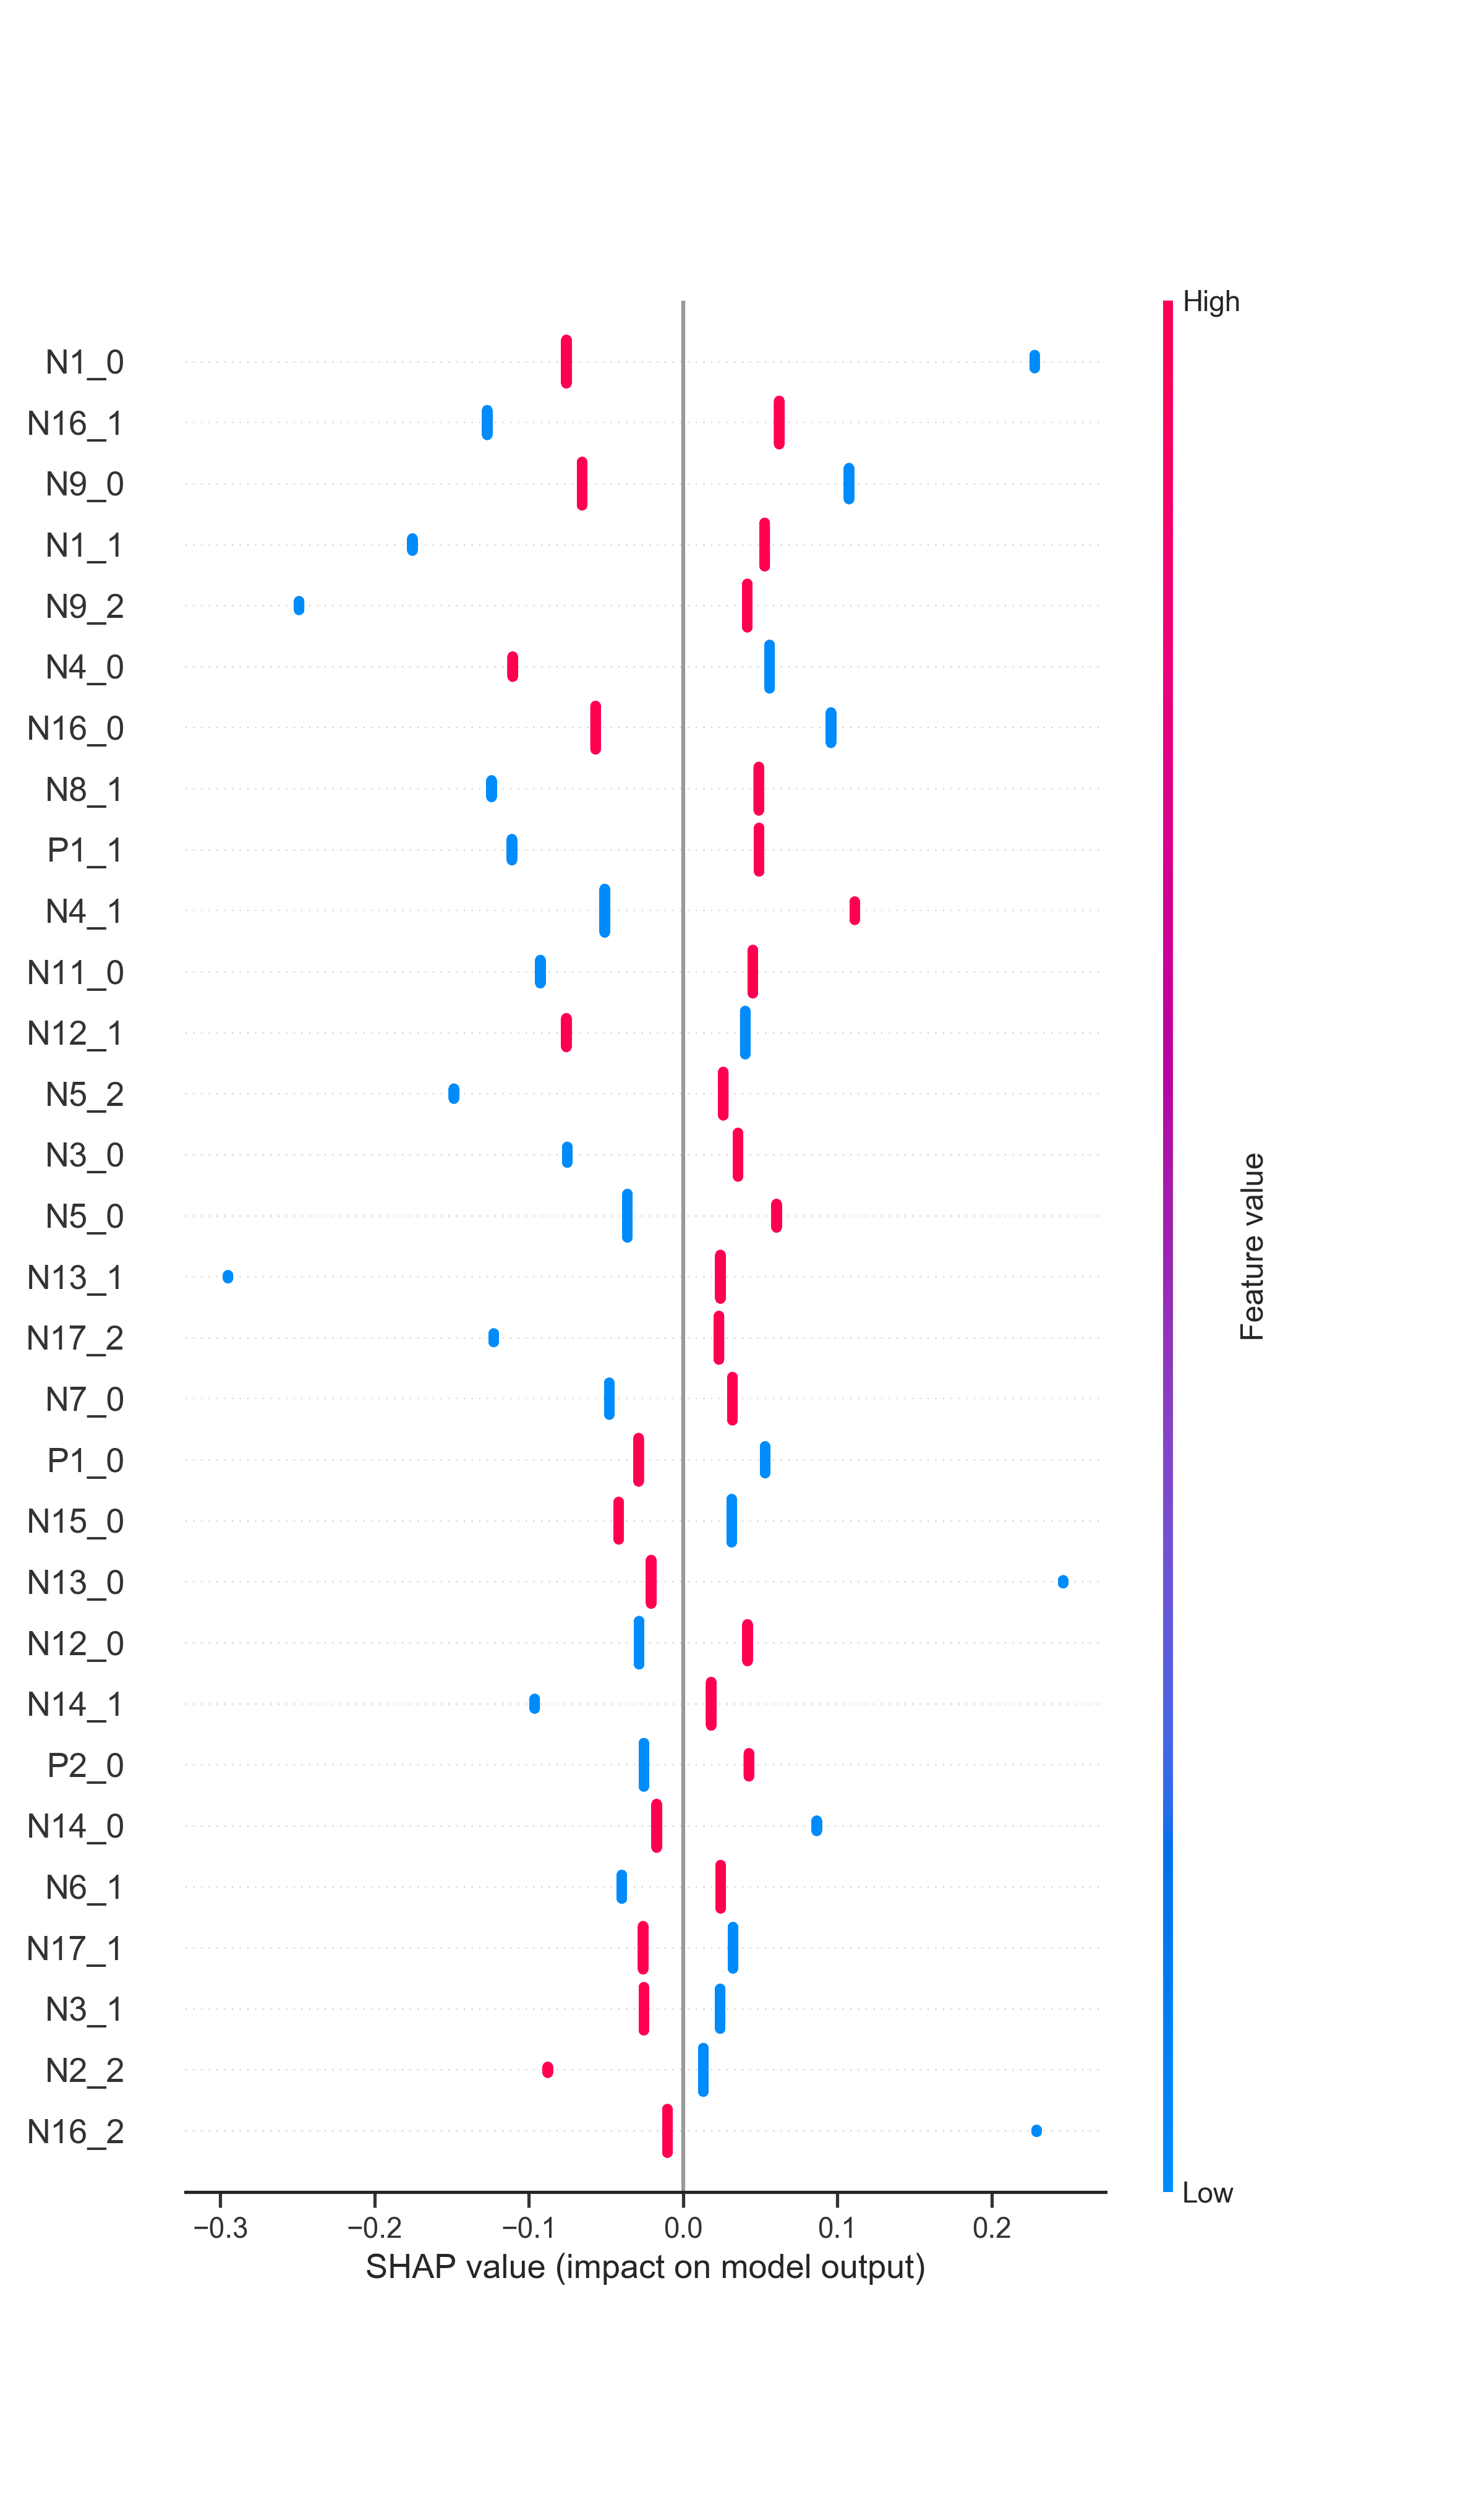 High
N1_0
N16_1
N9_0
N1_1
N9_2
N4_0
N16_0
N8_1
P1_1
N4_1
N11_0
N12_1
N5_2
N3_0
N5_0
N13_1
N17_2
N7_0
P1_0
N15_0
N13_0
N12_0
N14_1
P2_0
N14_0
N6_1
N17_1
N3_1
N2_2
N16_2
Feature value
Low
−0.3 −0.2 −0.1 0.0 0.1 0.2
SHAP value (impact on model output)